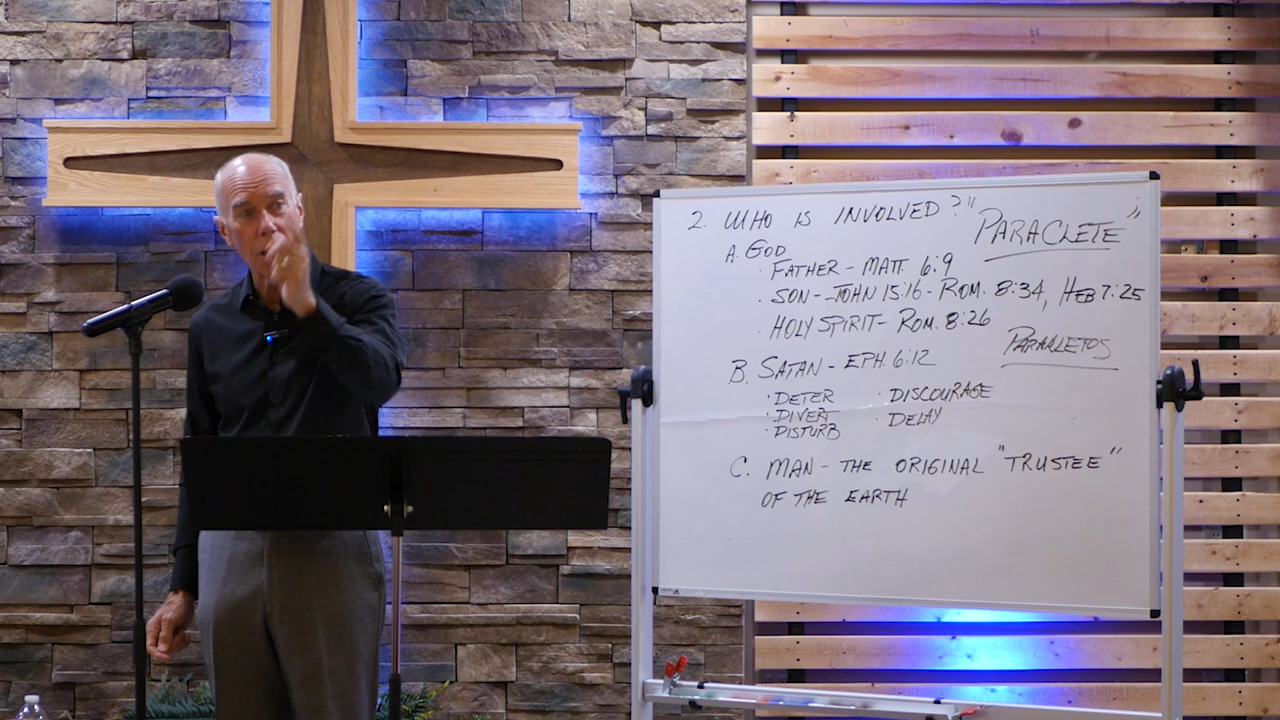 2. WHO IS INVOLVED? "PARACLETE"
A. GOD
· FATHER - MATT. 6:9
· SON - JOHN 15:16 - ROM. 8:34, HEB 7:25
· HOLY SPIRIT - ROM. 8:26
PARACLETOS
B. SATAN - EPH. 6:12
· DETER · DISCOURAGE
· DIVERT · DELAY
· DISTURB
C. MAN - THE ORIGINAL "TRUSTEE"
OF THE EARTH